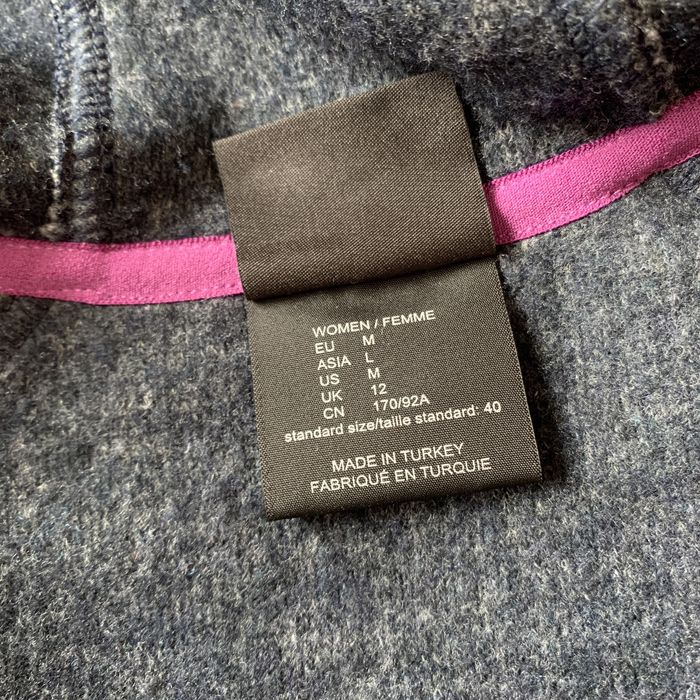 WOMEN / FEMME
EU M
ASIA L
US M
UK 12
CN 170/92A
standard size/taille standard: 40
MADE IN TURKEY
FABRIQUÉ EN TURQUIE